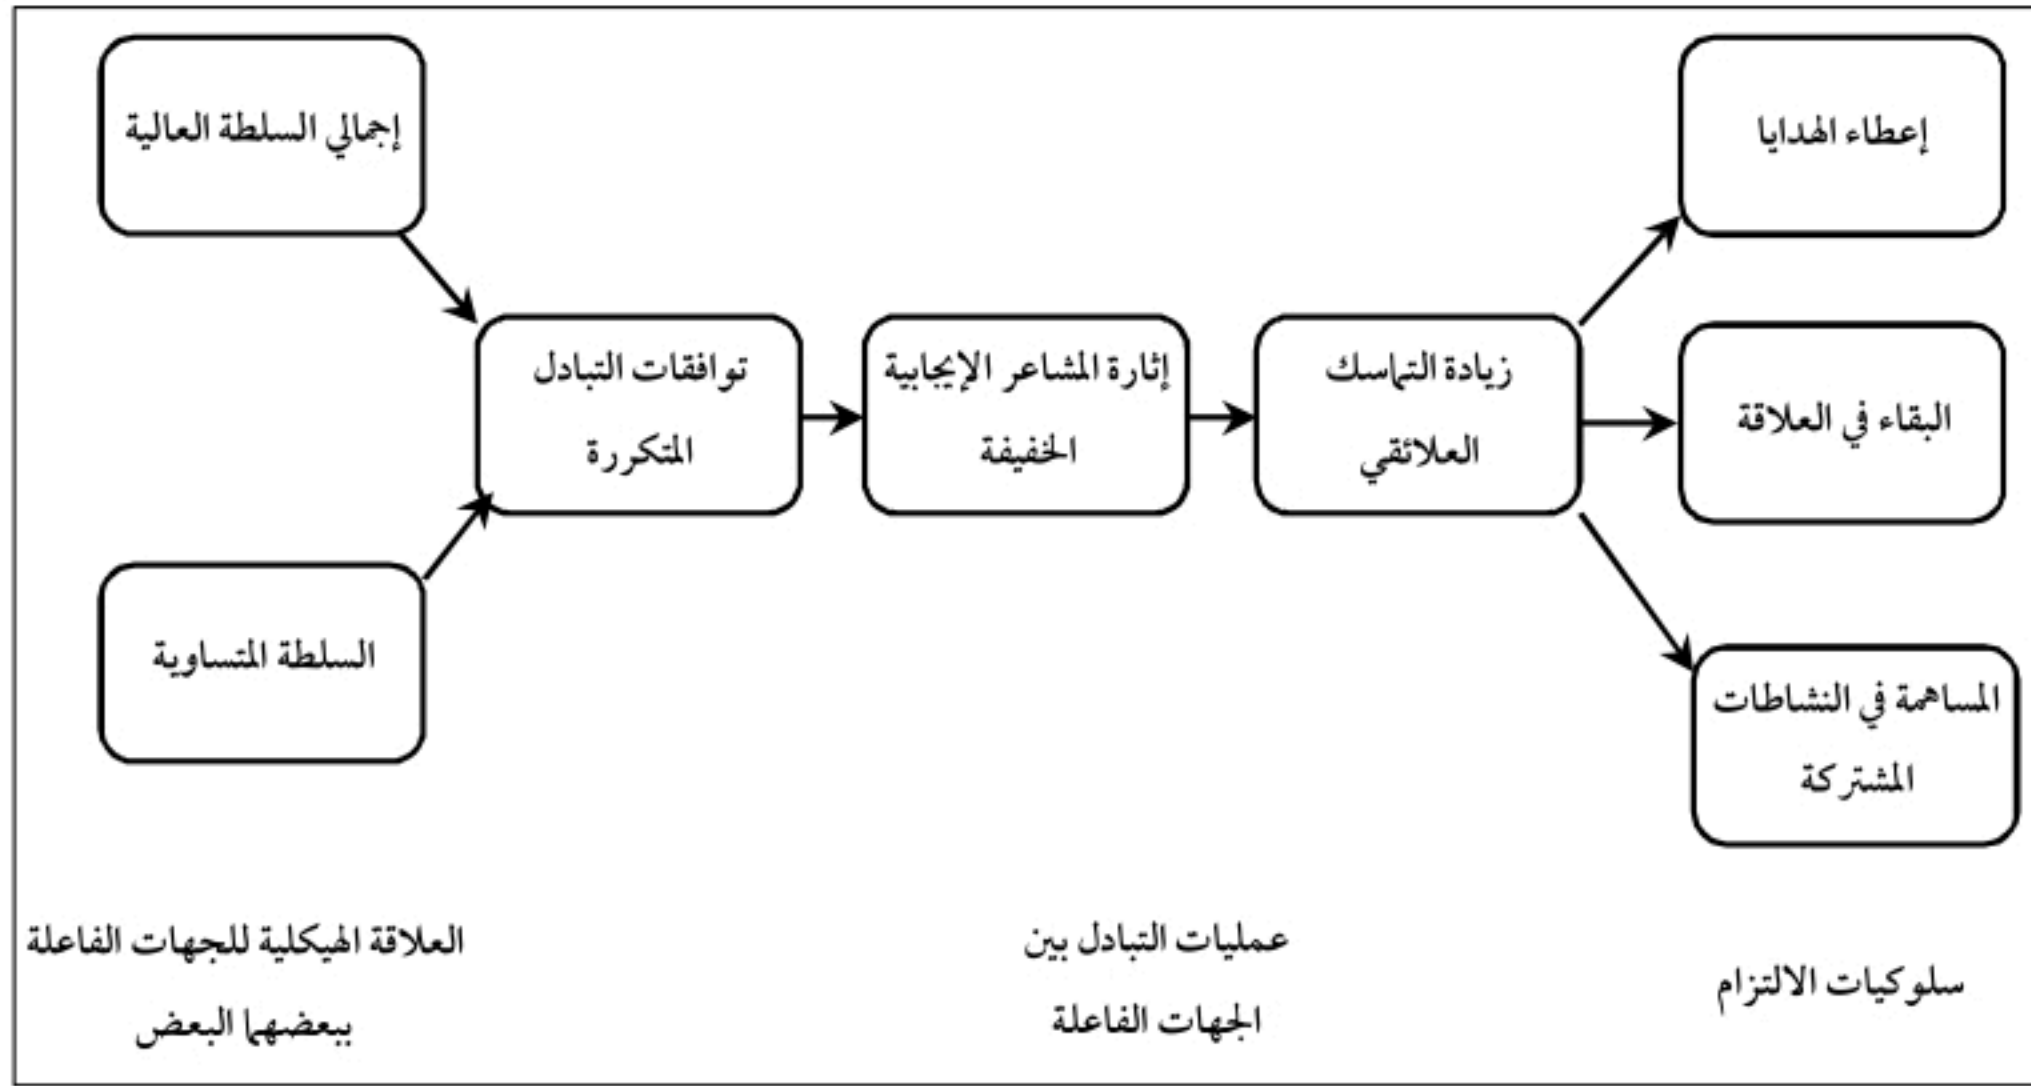 إجمالي السلطة العالية
السلطة المتساوية
توافقات التبادل
المتكررة
إثارة المشاعر الإيجابية
الخفيفة
زيادة التماسك
العلائقي
إعطاء الهدايا
البقاء في العلاقة
المساهمة في النشاطات
المشتركة
العلاقة الهيكلية للجهات الفاعلة
ببعضهما البعض
عمليات التبادل بين
الجهات الفاعلة
سلوكيات الالتزام